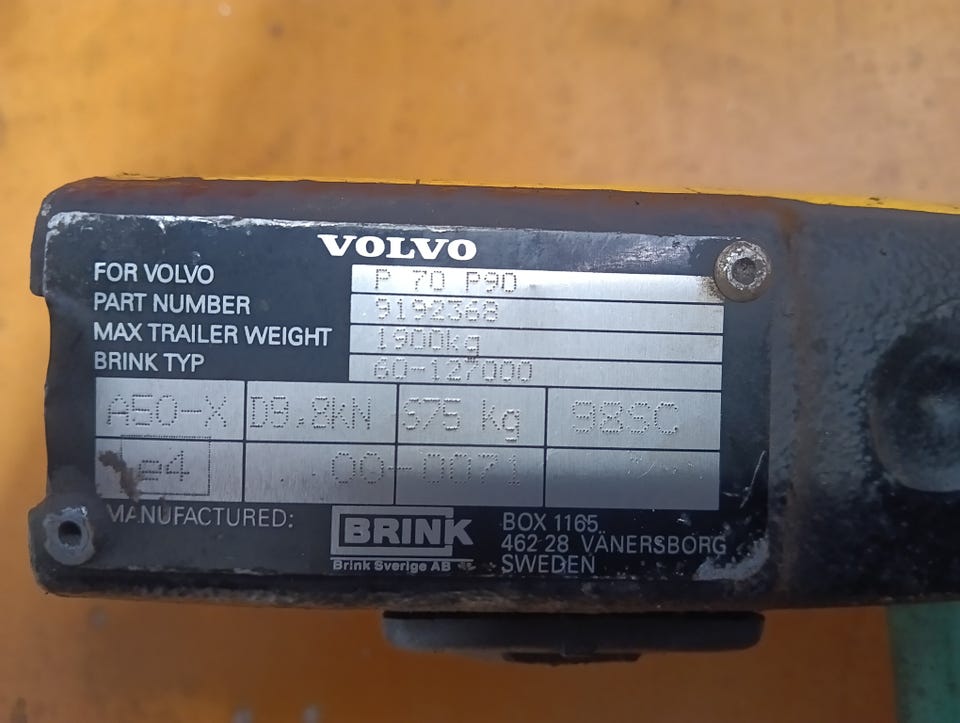 VOLVO
FOR VOLVO P 70 P90
PART NUMBER 9192368
MAX TRAILER WEIGHT 1900kg
BRINK TYP 60-127000
A50-X D9.8kN S75 kg 98SC
e4 00-0071
MANUFACTURED:
BRINK
Brink Sverige AB
BOX 1165
462 28 VÄNERSBORG
SWEDEN